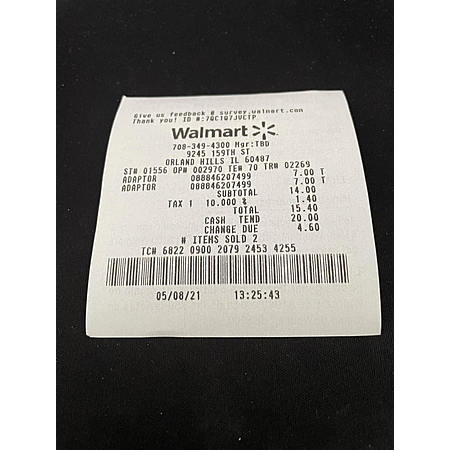 Give us feedback @ survey.walmart.com
Thank you! ID #:7QC1Q7JVCTP
Walmart
708-349-4300 Mgr:TBD
9245 159TH ST
ORLAND HILLS IL 60487
ST# 01556 OP# 002970 TE# 70 TR# 02269
ADAPTOR 088846207499 7.00 T
ADAPTOR 088846207499 7.00 T
SUBTOTAL 14.00
TAX 1 10.000 % 1.40
TOTAL 15.40
CASH TEND 20.00
CHANGE DUE 4.60
# ITEMS SOLD 2
TC# 6822 0900 2079 2453 4255
05/08/21 13:25:43